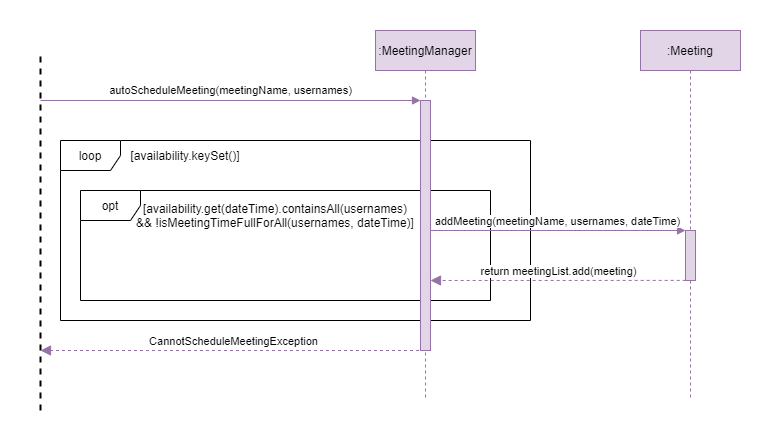 :MeetingManager
:Meeting
autoScheduleMeeting(meetingName, usernames)
loop
[availability.keySet()]
opt
[availability.get(dateTime).containsAll(usernames)
&& !isMeetingTimeFullForAll(usernames, dateTime)]
addMeeting(meetingName, usernames, dateTime)
return meetingList.add(meeting)
CannotScheduleMeetingException